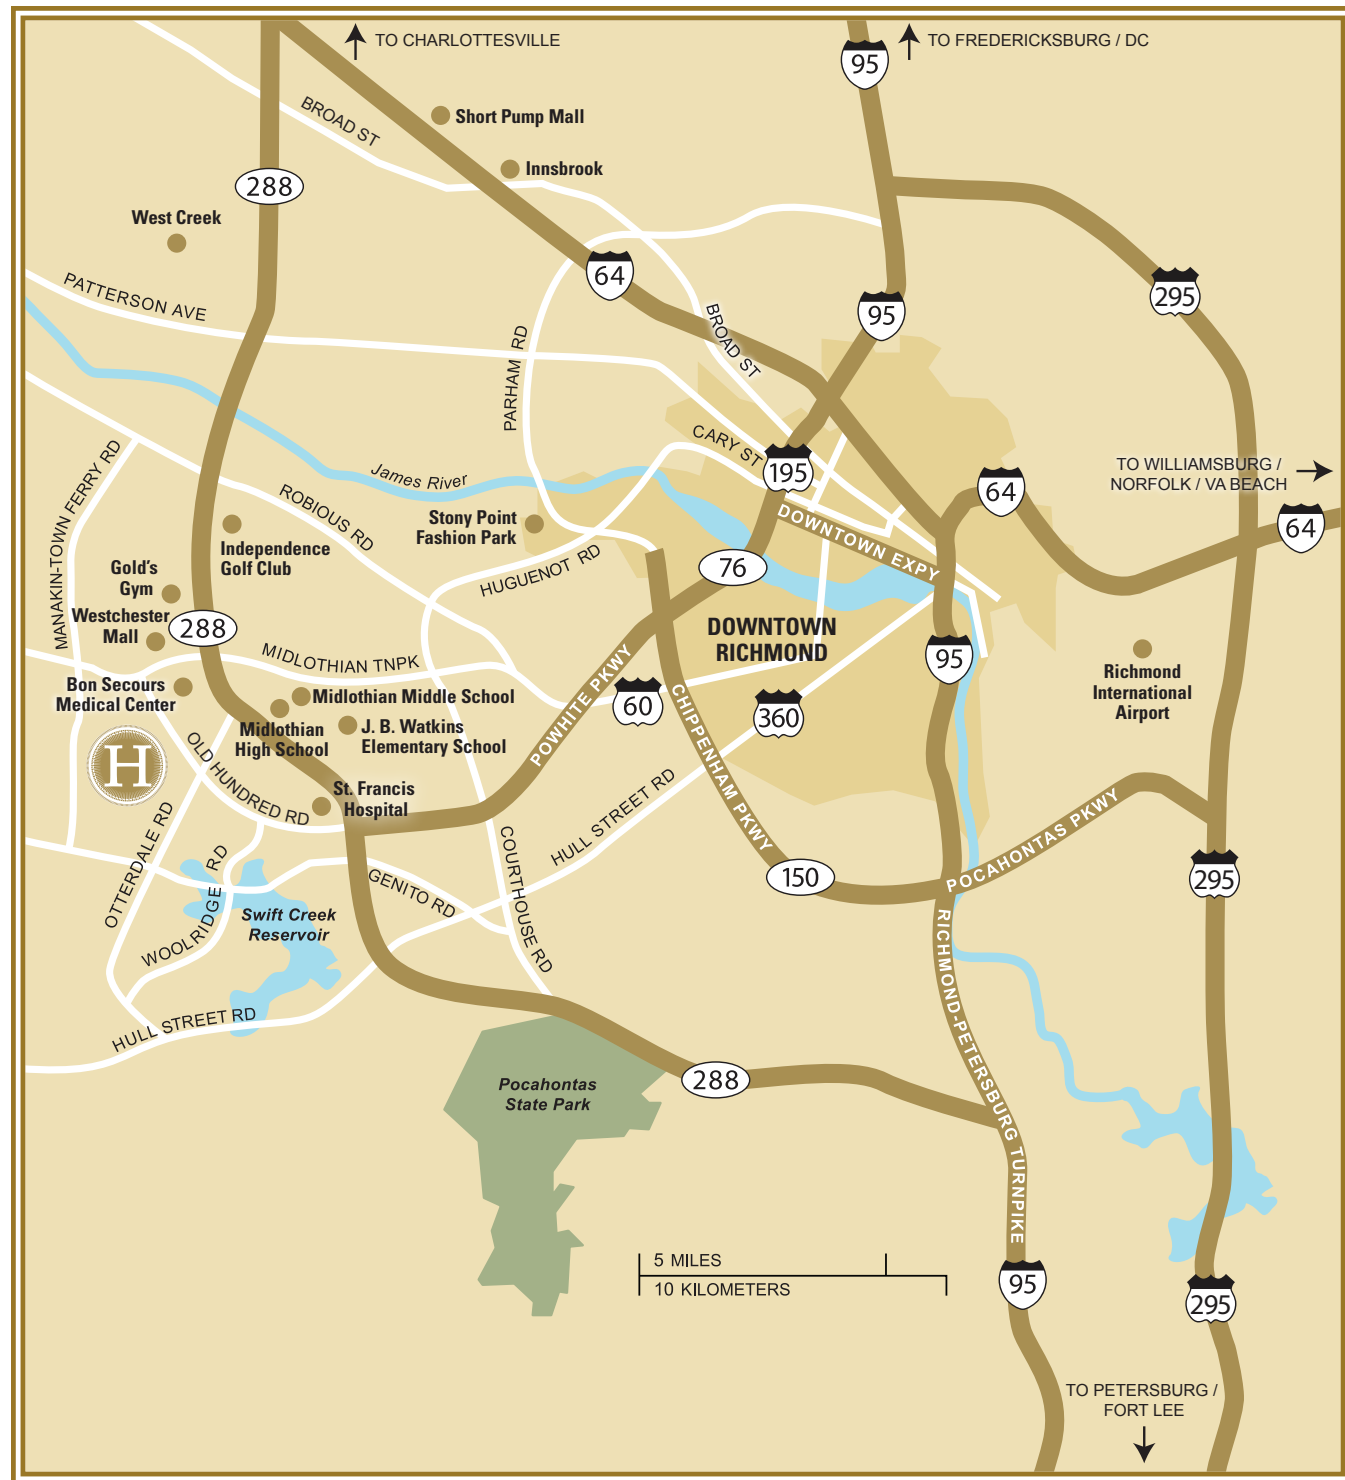 TO CHARLOTTESVILLE
TO FREDERICKSBURG / DC
95
BROAD ST
Short Pump Mall
Innsbrook
288
West Creek
PATTERSON AVE
64
295
95
BROAD ST
PARHAM RD
CARY ST
195
James River
TO WILLIAMSBURG /
NORFOLK / VA BEACH
64
64
MANAKIN-TOWN FERRY RD
ROBIOUS RD
Stony Point
Fashion Park
DOWNTOWN EXPY
Independence
Golf Club
HUGUENOT RD
76
Gold's
Gym
Westchester
Mall
288
MIDLOTHIAN TNPK
DOWNTOWN
RICHMOND
95
Richmond
International
Airport
Bon Secours
Medical Center
Midlothian Middle School
Midlothian
High School
J. B. Watkins
Elementary School
POWHITE PKWY
60
CHIPPENHAM PKWY
360
H
OLD HUNDRED RD
St. Francis
Hospital
OTTERDALE RD
HULL STREET RD
POCAHONTAS PKWY
150
295
WOOLRIDGE RD
GENITO RD
COURTHOUSE RD
Swift Creek
Reservoir
RICHMOND-PETERSBURG TURNPIKE
HULL STREET RD
Pocahontas
State Park
288
5 MILES
10 KILOMETERS
95
295
TO PETERSBURG /
FORT LEE